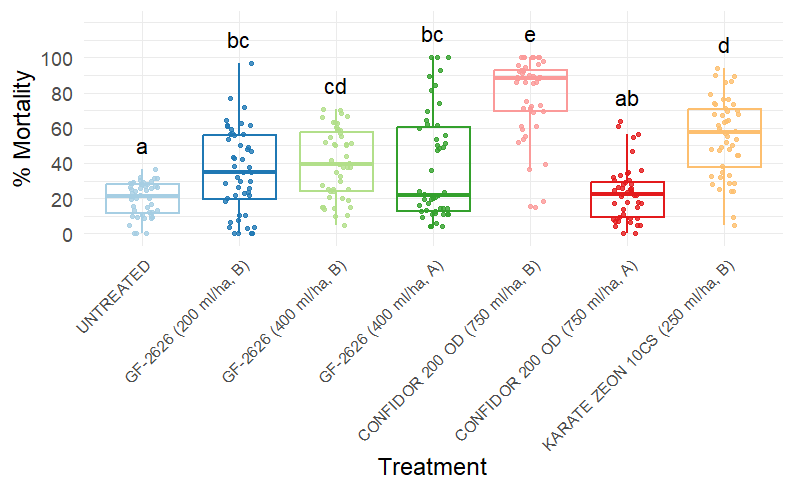 % Mortality
100
80
60
40
20
0
a
bc
cd
bc
e
ab
d
UNTREATED
GF-2626 (200 ml/ha, B)
GF-2626 (400 ml/ha, B)
GF-2626 (400 ml/ha, A)
CONFIDOR 200 OD (750 ml/ha, B)
CONFIDOR 200 OD (750 ml/ha, A)
KARATE ZEON 10CS (250 ml/ha, B)
Treatment